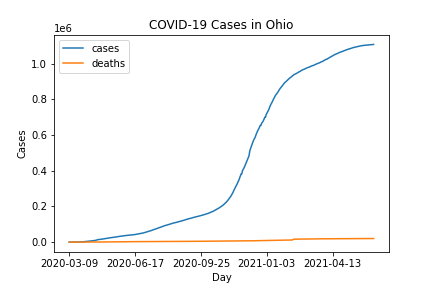 COVID-19 Cases in Ohio
1e6
cases
deaths
1.0
0.8
0.6
0.4
0.2
0.0
Cases
2020-03-09 2020-06-17 2020-09-25 2021-01-03 2021-04-13
Day